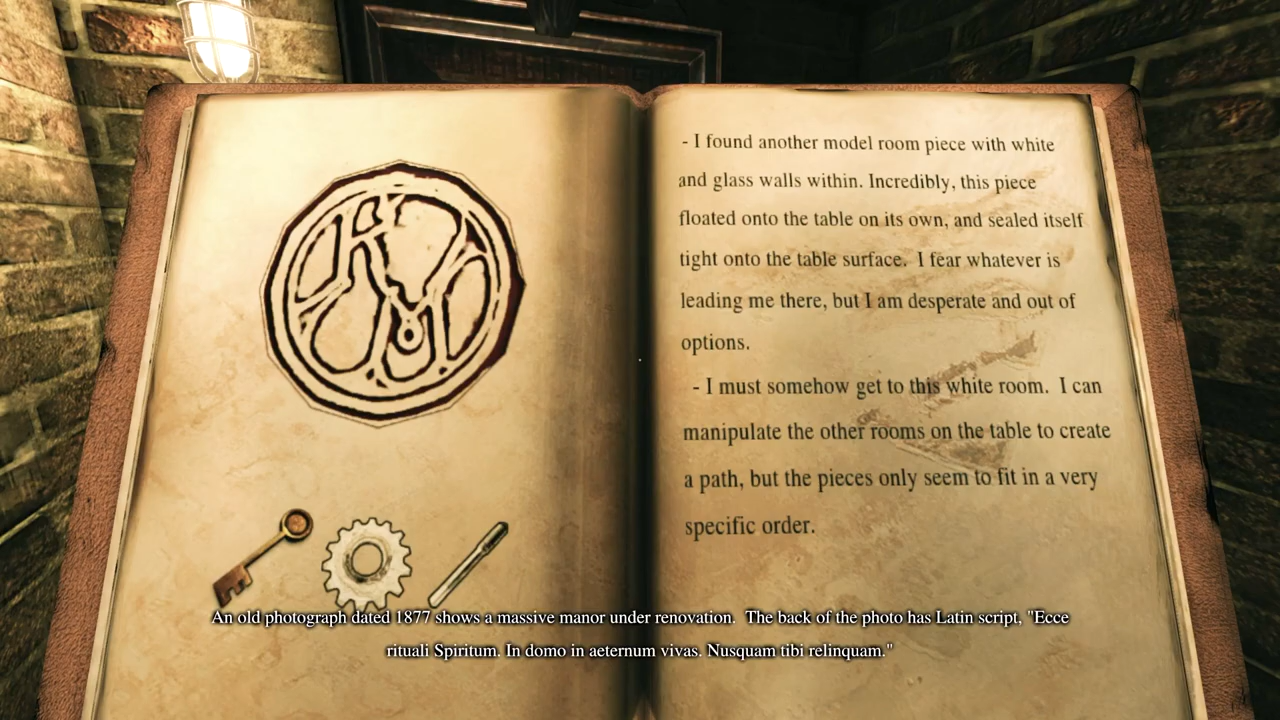 - I found another model room piece with white
and glass walls within. Incredibly, this piece
floated onto the table on its own, and sealed itself
tight onto the table surface. I fear whatever is
leading me there, but I am desperate and out of
options.
- I must somehow get to this white room. I can
manipulate the other rooms on the table to create
a path, but the pieces only seem to fit in a very
specific order.
An old photograph dated 1877 shows a massive manor under renovation. The back of the photo has Latin script, "Ecce
rituali Spiritum. In domo in aeternum vivas. Nusquam tibi relinquam."